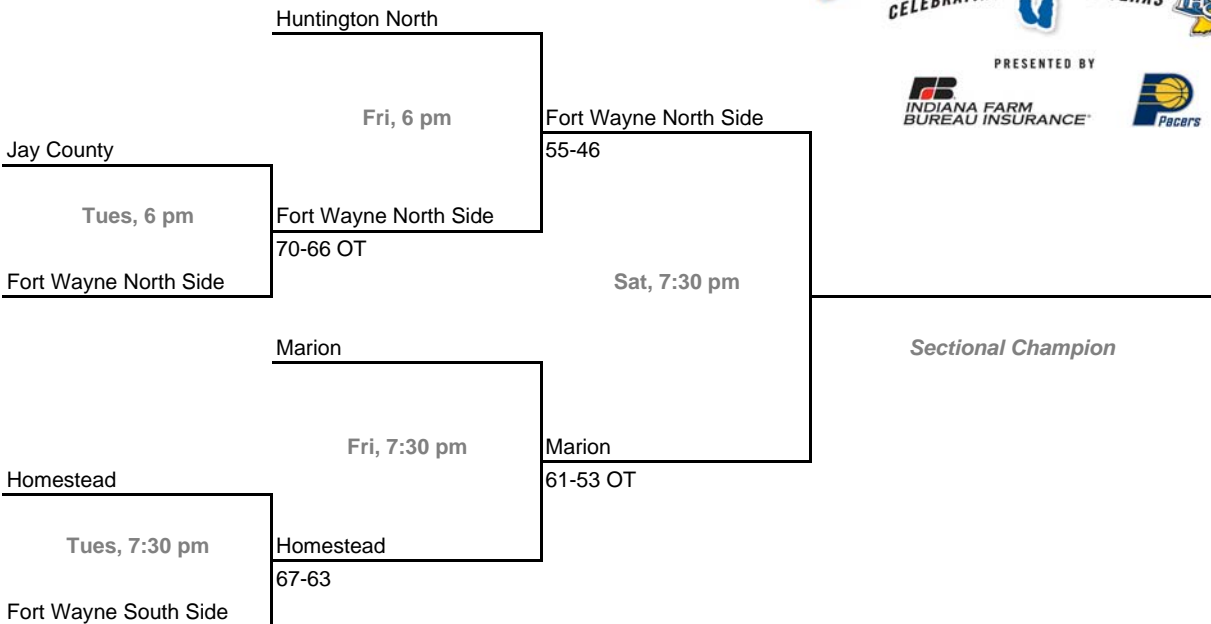 Huntington North
PRESENTED BY
INDIANA FARM
BUREAU INSURANCE
Pacers
Fri, 6 pm
Fort Wayne North Side
55-46
Jay County
Tues, 6 pm
Fort Wayne North Side
70-66 OT
Fort Wayne North Side
Sat, 7:30 pm
Marion
Sectional Champion
Fri, 7:30 pm
Marion
61-53 OT
Homestead
Tues, 7:30 pm
Homestead
67-63
Fort Wayne South Side